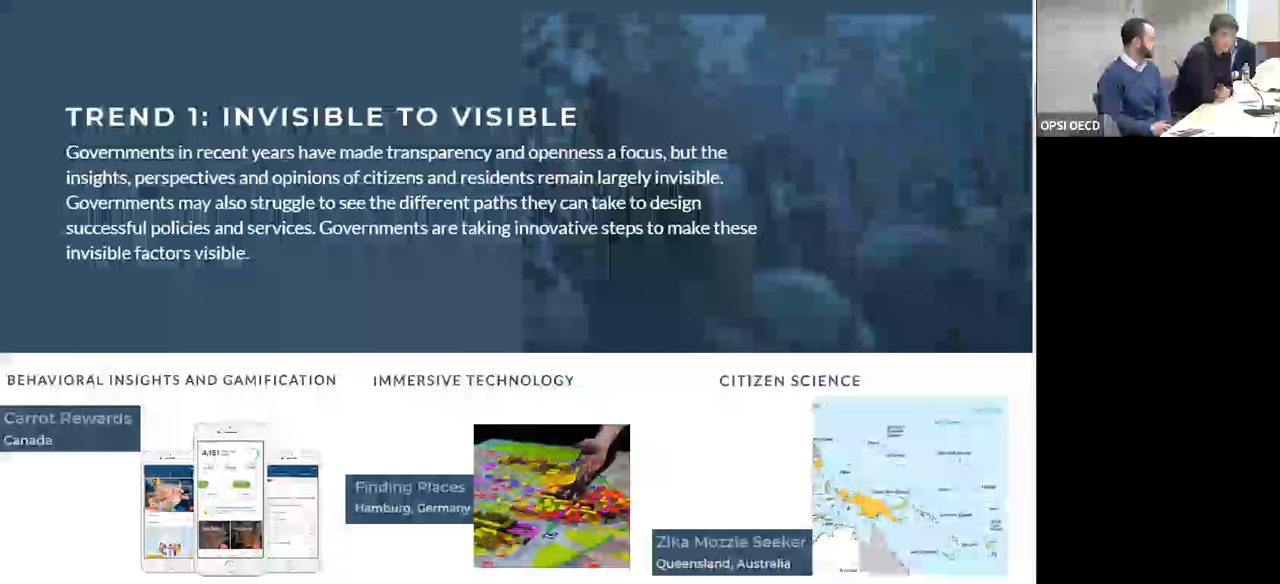 TREND 1: INVISIBLE TO VISIBLE
Governments in recent years have made transparency and openness a focus, but the
insights, perspectives and opinions of citizens and residents remain largely invisible.
Governments may also struggle to see the different paths they can take to design
successful policies and services. Governments are taking innovative steps to make these
invisible factors visible.
OPSI OECD
BEHAVIORAL INSIGHTS AND GAMIFICATION
IMMERSIVE TECHNOLOGY
CITIZEN SCIENCE
Carrot Rewards
Canada
4,151
Finding Places
Hamburg, Germany
Zika Mozzie Seeker
Queensland, Australia